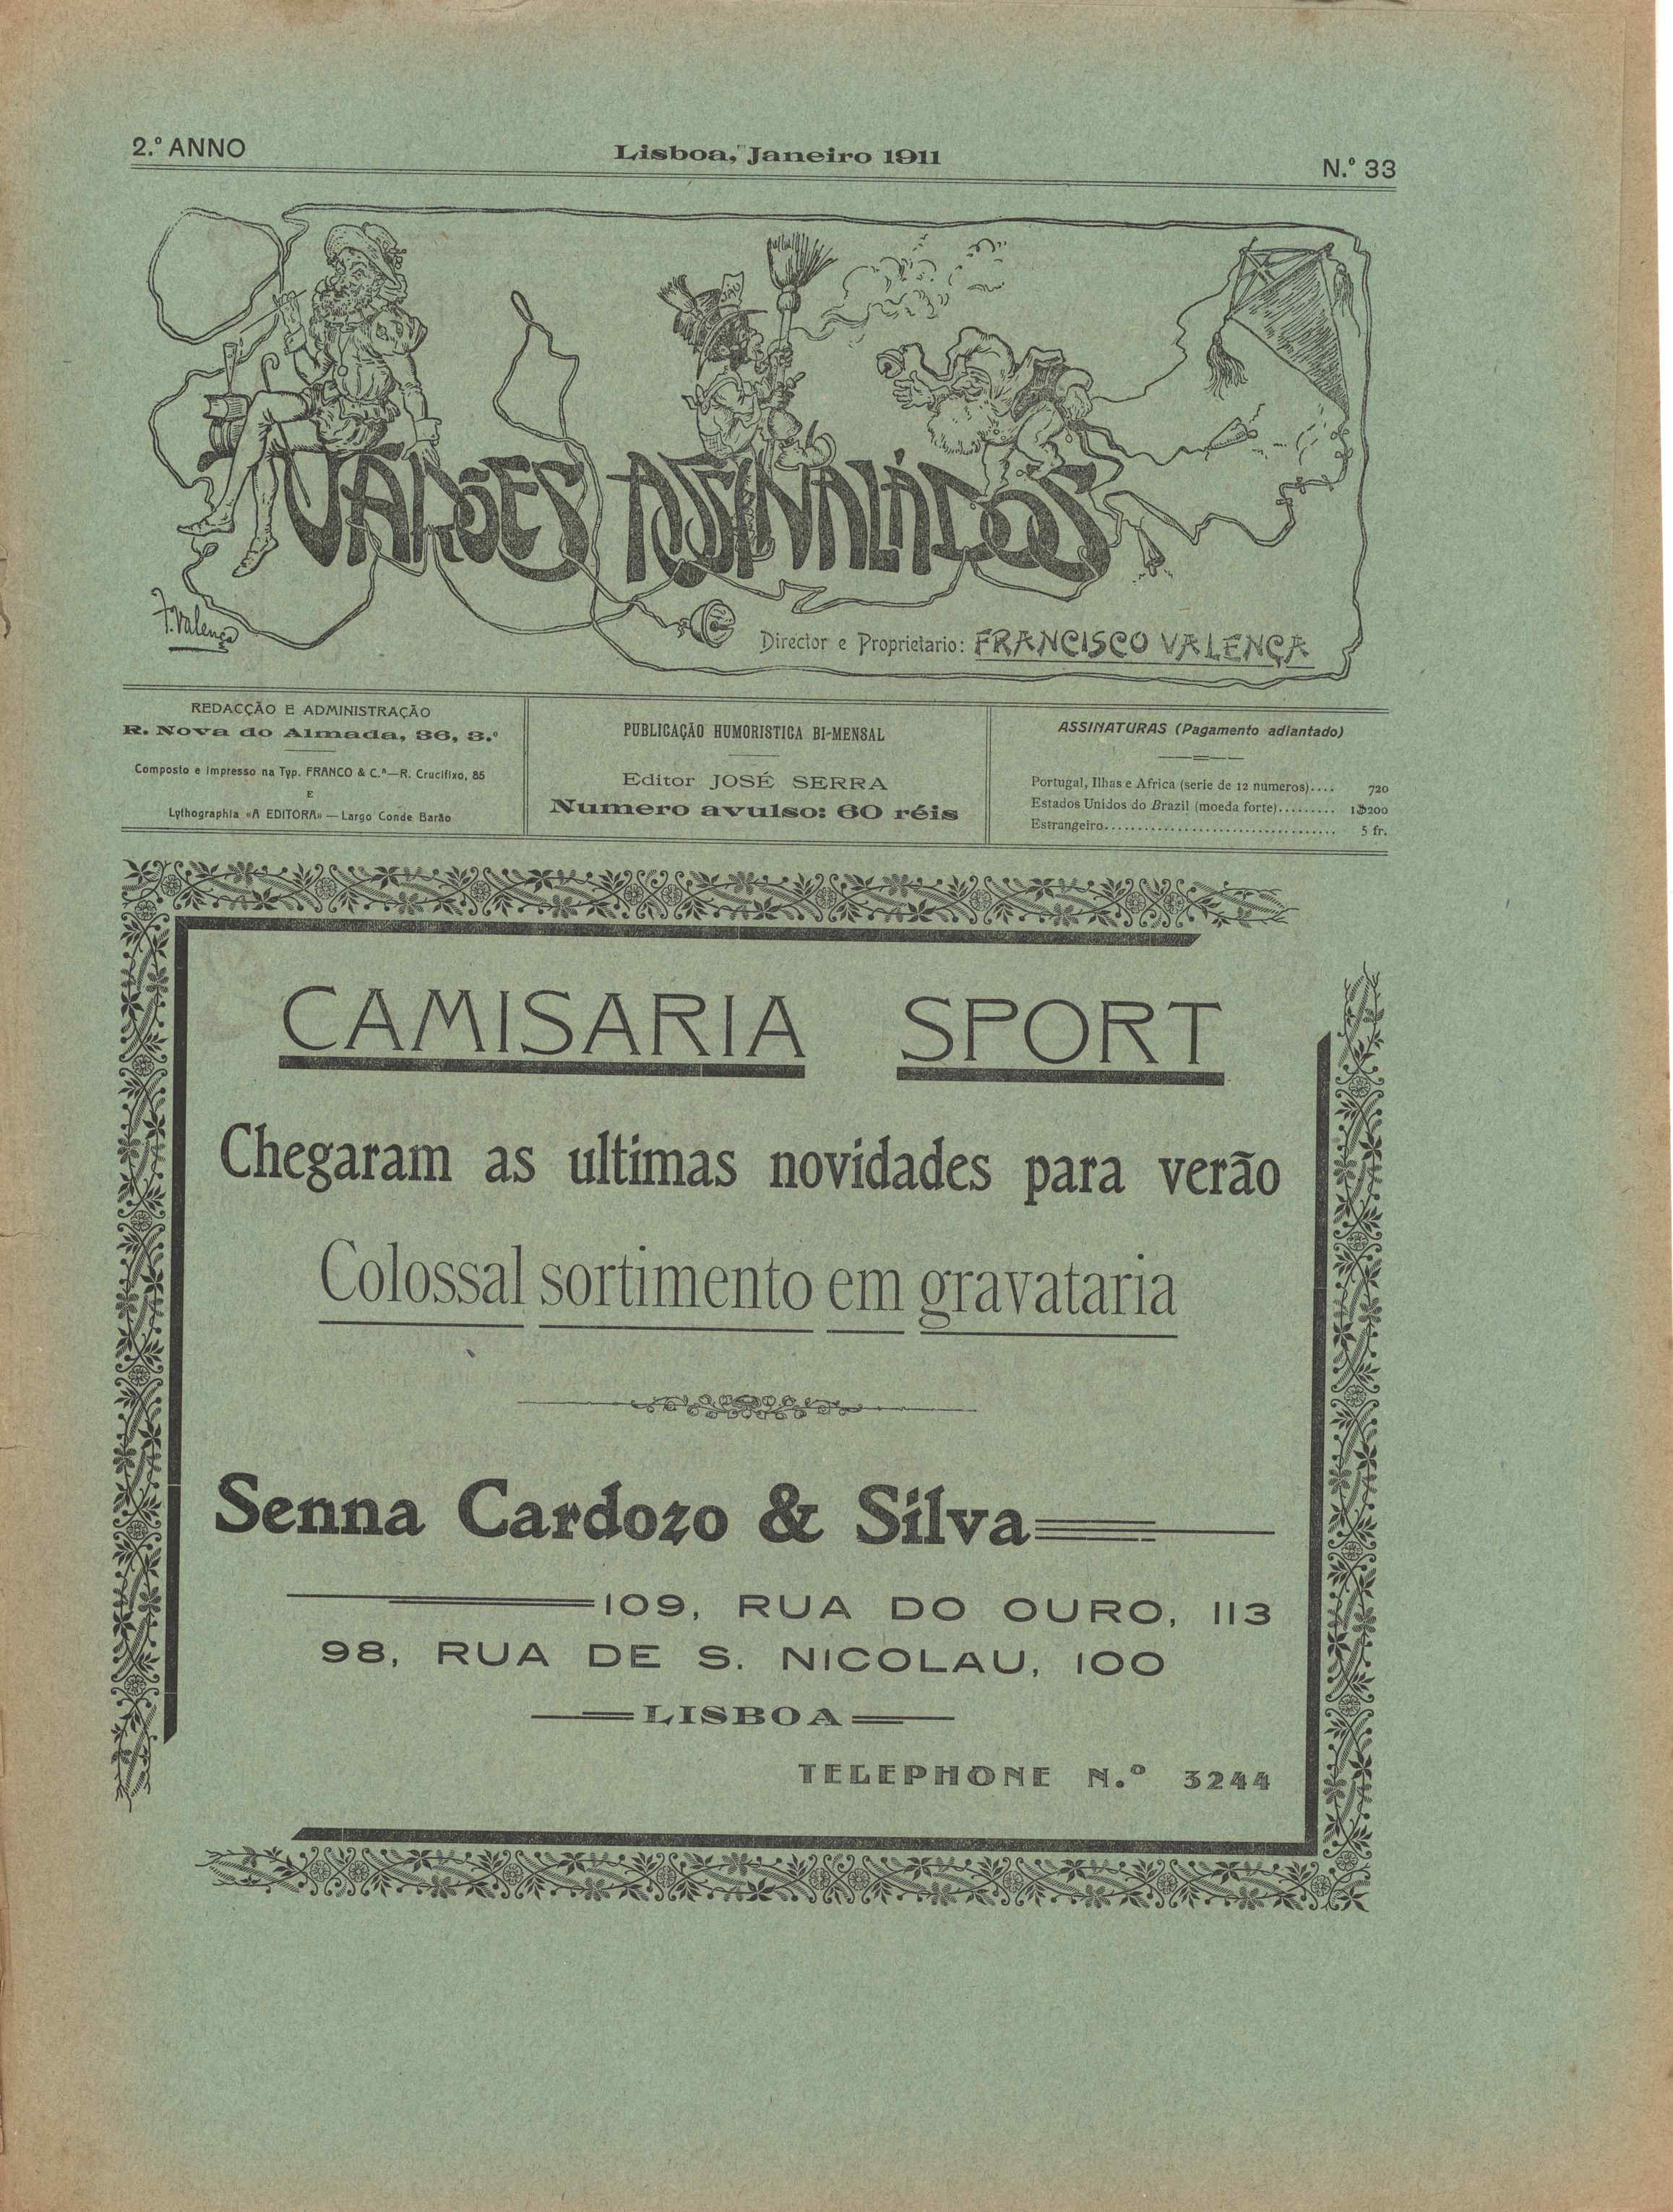 2.º ANNO
Lisboa, Janeiro 1911
N.º 33
VARÕES ASSINALÁDOS
F. Valença
Director e Proprietario: FRANCISCO VALENÇA
REDACÇÃO E ADMINISTRAÇÃO
R. Nova do Almada, 36, 3.º
Composto e impresso na Typ. FRANCO & C.ª—R. Crucifixo, 85
E
Lythographia «A EDITORA» — Largo Conde Barão
PUBLICAÇÃO HUMORISTICA BI-MENSAL
Editor JOSÉ SERRA
Numero avulso: 60 réis
ASSINATURAS (Pagamento adiantado)
Portugal, Ilhas e Africa (serie de 12 numeros).... 720
Estados Unidos do Brazil (moeda forte)......... 1$200
Estrangeiro.................................. 5 fr.
CAMISARIA SPORT
Chegaram as ultimas novidades para verão
Colossal sortimento em gravataria
Senna Cardozo & Silva
109, RUA DO OURO, 113
98, RUA DE S. NICOLAU, 100
LISBOA
TELEPHONE N.º 3244